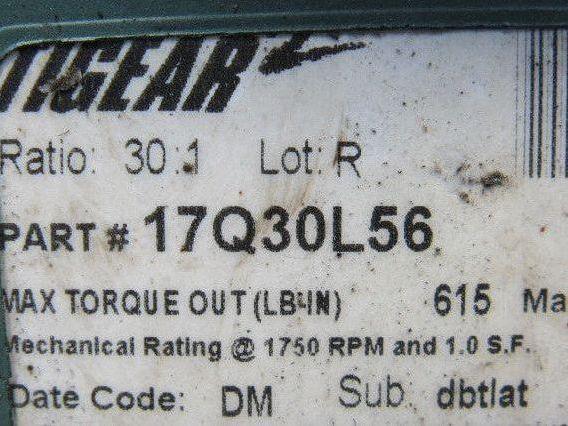 TIGEAR
Ratio: 30:1 Lot: R
PART # 17Q30L56
MAX TORQUE OUT (LB-IN) 615 Ma
Mechanical Rating @ 1750 RPM and 1.0 S.F.
Date Code: DM Sub: dbtlat